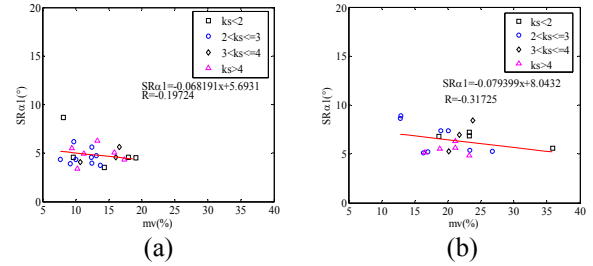 20
15
10
5
0
5 10 15 20 25 30 35 40
SRα1(°)
mv(%)
ks<2
2<ks<=3
3<ks<=4
ks>4
SRα1=-0.068191x+5.6931
R=-0.19724
(a)
20
15
10
5
0
5 10 15 20 25 30 35 40
SRα1(°)
mv(%)
ks<2
2<ks<=3
3<ks<=4
ks>4
SRα1=-0.079399x+8.0432
R=-0.31725
(b)